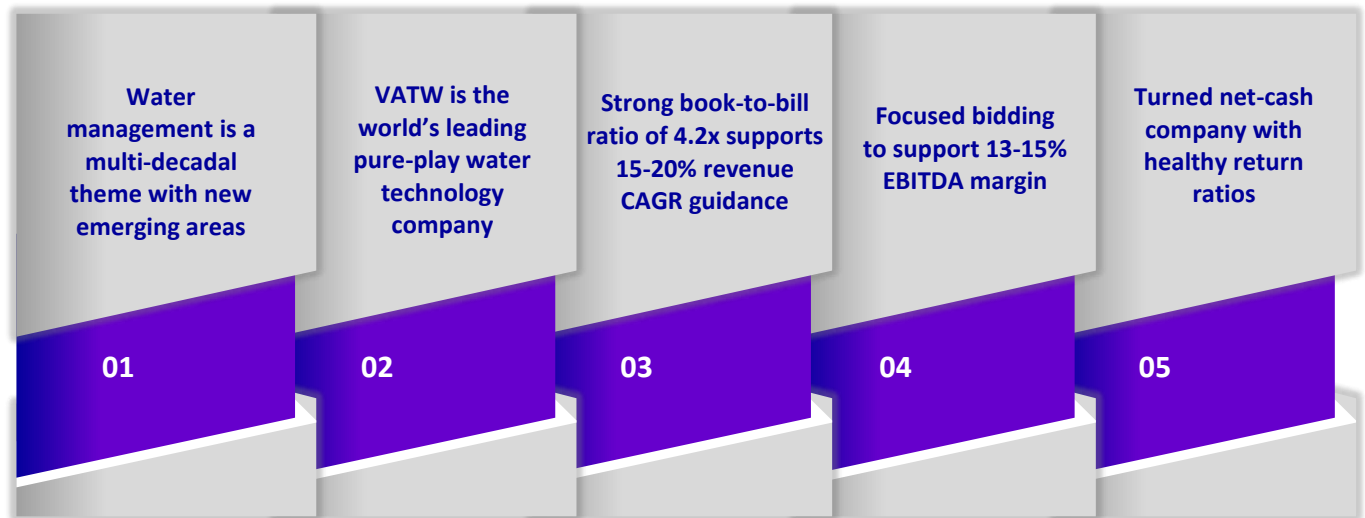 Water
management is a
multi-decadal
theme with new
emerging areas
01
VATW is the
world’s leading
pure-play water
technology
company
02
Strong book-to-bill
ratio of 4.2x supports
15-20% revenue
CAGR guidance
03
Focused bidding
to support 13-15%
EBITDA margin
04
Turned net-cash
company with
healthy return
ratios
05